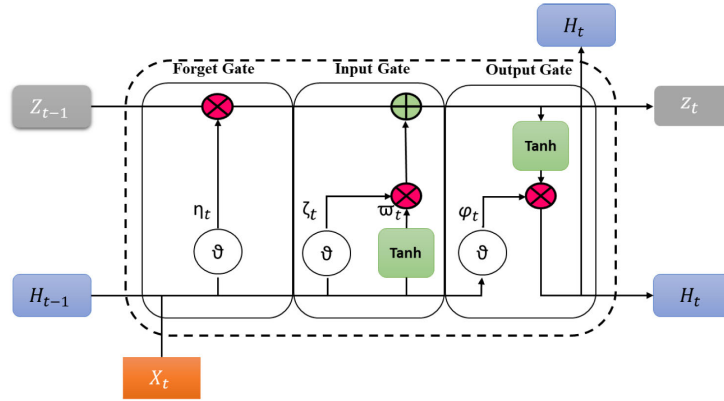 H_t
Forget Gate
Input Gate
Output Gate
Z_{t-1}
z_t
Tanh
η_t
ζ_t
ϖ_t
φ_t
ϑ
ϑ
Tanh
ϑ
H_{t-1}
H_t
X_t